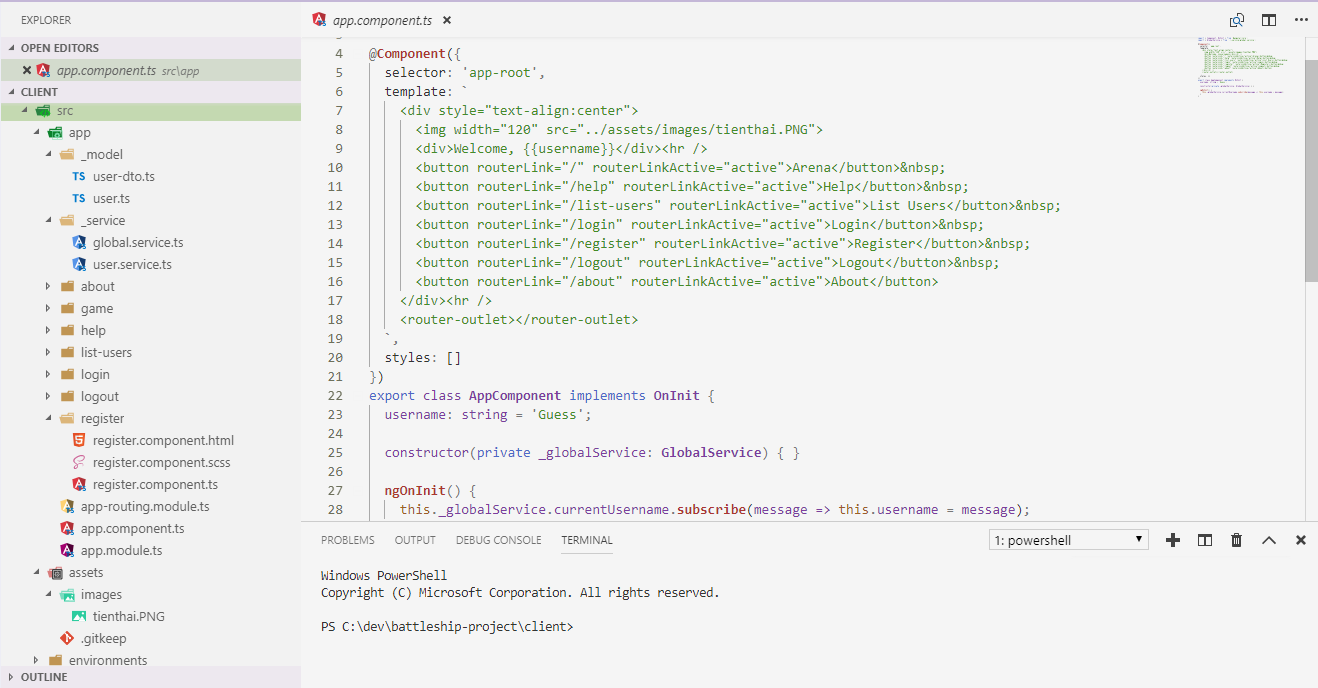 EXPLORER
OPEN EDITORS
app.component.ts src\app
CLIENT
src
app
_model
TS user-dto.ts
TS user.ts
_service
global.service.ts
user.service.ts
about
game
help
list-users
login
logout
register
register.component.html
register.component.scss
register.component.ts
app-routing.module.ts
app.component.ts
app.module.ts
assets
images
tienthai.PNG
.gitkeep
environments
OUTLINE
app.component.ts
4 @Component({
5 selector: 'app-root',
6 template: `
7 <div style="text-align:center">
8 <img width="120" src="../assets/images/tienthai.PNG">
9 <div>Welcome, {{username}}</div><hr />
10 <button routerLink="/" routerLinkActive="active">Arena</button>&nbsp;
11 <button routerLink="/help" routerLinkActive="active">Help</button>&nbsp;
12 <button routerLink="/list-users" routerLinkActive="active">List Users</button>&nbsp;
13 <button routerLink="/login" routerLinkActive="active">Login</button>&nbsp;
14 <button routerLink="/register" routerLinkActive="active">Register</button>&nbsp;
15 <button routerLink="/logout" routerLinkActive="active">Logout</button>&nbsp;
16 <button routerLink="/about" routerLinkActive="active">About</button>
17 </div><hr />
18 <router-outlet></router-outlet>
19 `,
20 styles: []
21 })
22 export class AppComponent implements OnInit {
23 username: string = 'Guess';
24
25 constructor(private _globalService: GlobalService) { }
26
27 ngOnInit() {
28 this._globalService.currentUsername.subscribe(message => this.username = message);
PROBLEMS OUTPUT DEBUG CONSOLE TERMINAL 1: powershell
Windows PowerShell
Copyright (C) Microsoft Corporation. All rights reserved.
PS C:\dev\battleship-project\client>